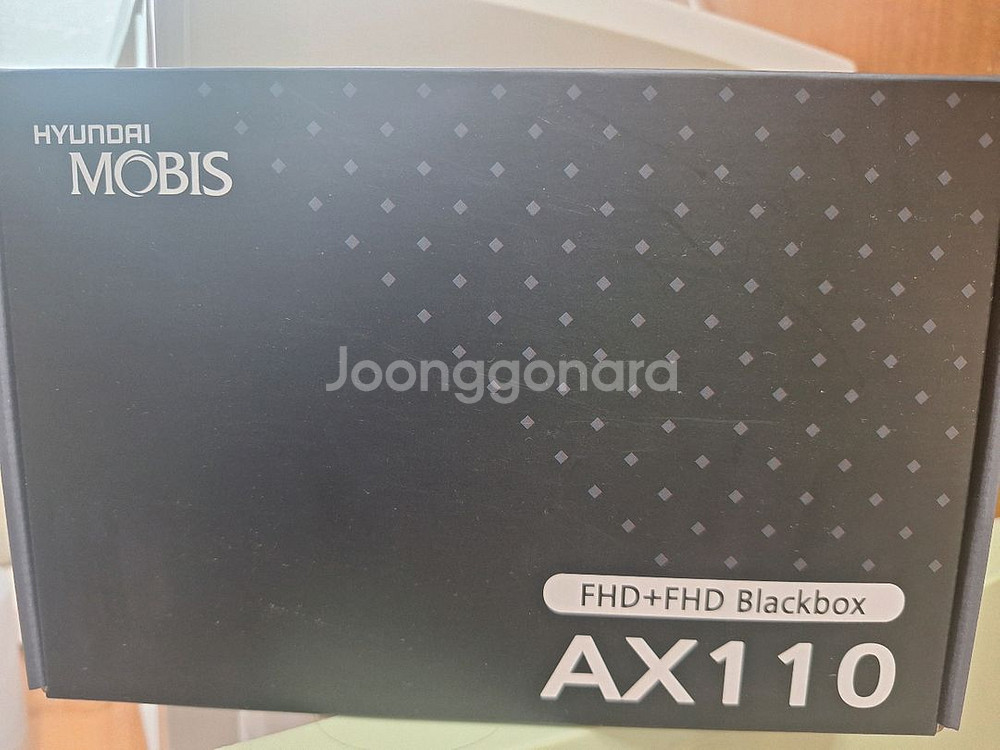 HYUNDAI
MOBIS
Joonggonara
FHD+FHD Blackbox
AX110